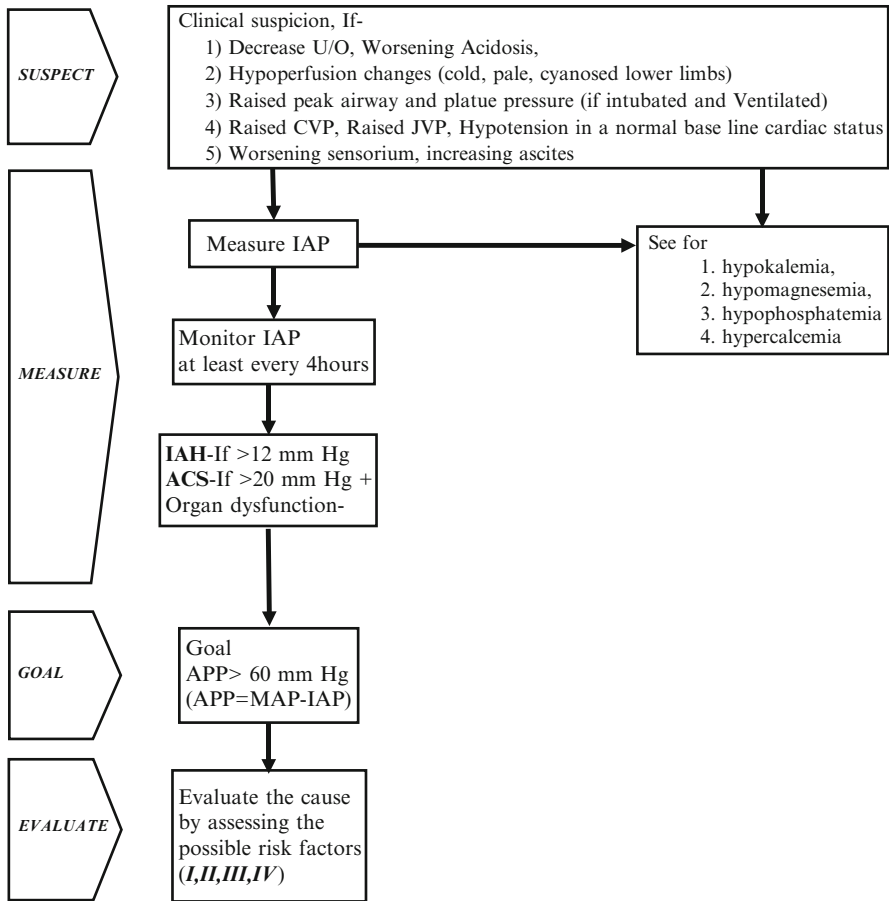 SUSPECT
Clinical suspicion, If-
1) Decrease U/O, Worsening Acidosis,
2) Hypoperfusion changes (cold, pale, cyanosed lower limbs)
3) Raised peak airway and platue pressure (if intubated and Ventilated)
4) Raised CVP, Raised JVP, Hypotension in a normal base line cardiac status
5) Worsening sensorium, increasing ascites
MEASURE
Measure IAP
See for
1. hypokalemia,
2. hypomagnesemia,
3. hypophosphatemia
4. hypercalcemia
Monitor IAP
at least every 4hours
IAH-If >12 mm Hg
ACS-If >20 mm Hg +
Organ dysfunction-
GOAL
Goal
APP> 60 mm Hg
(APP=MAP-IAP)
EVALUATE
Evaluate the cause
by assessing the
possible risk factors
(I,II,III,IV)